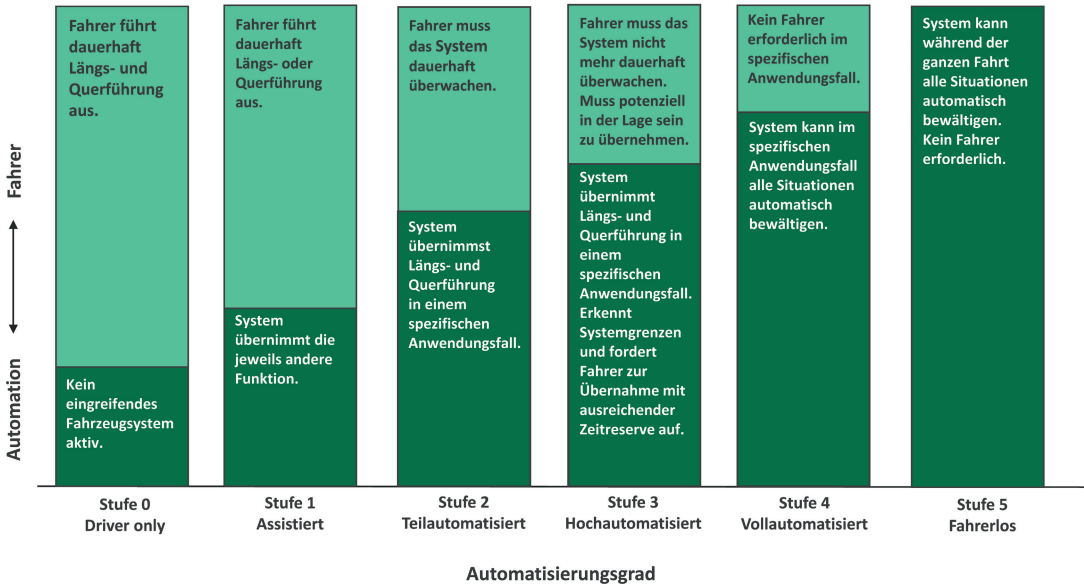 Fahrer führt
dauerhaft
Längs- und
Querführung
aus.
Kein
eingreifendes
Fahrzeugsystem
aktiv.
Fahrer führt
dauerhaft
Längs- oder
Querführung
aus.
System
übernimmt die
jeweils andere
Funktion.
Fahrer muss
das System
dauerhaft
überwachen.
System
übernimmst
Längs- und
Querführung
in einem
spezifischen
Anwendungsfall.
Fahrer muss das
System nicht
mehr dauerhaft
überwachen.
Muss potenziell
in der Lage sein
zu übernehmen.
System
übernimmt
Längs- und
Querführung in
einem
spezifischen
Anwendungsfall.
Erkennt
Systemgrenzen
und fordert
Fahrer zur
Übernahme mit
ausreichender
Zeitreserve auf.
Kein Fahrer
erforderlich im
spezifischen
Anwendungsfall.
System kann im
spezifischen
Anwendungsfall
alle Situationen
automatisch
bewältigen.
System kann
während der
ganzen Fahrt
alle Situationen
automatisch
bewältigen.
Kein Fahrer
erforderlich.
Fahrer
Automation
Stufe 0
Driver only
Stufe 1
Assistiert
Stufe 2
Teilautomatisiert
Stufe 3
Hochautomatisiert
Stufe 4
Vollautomatisiert
Stufe 5
Fahrerlos
Automatisierungsgrad